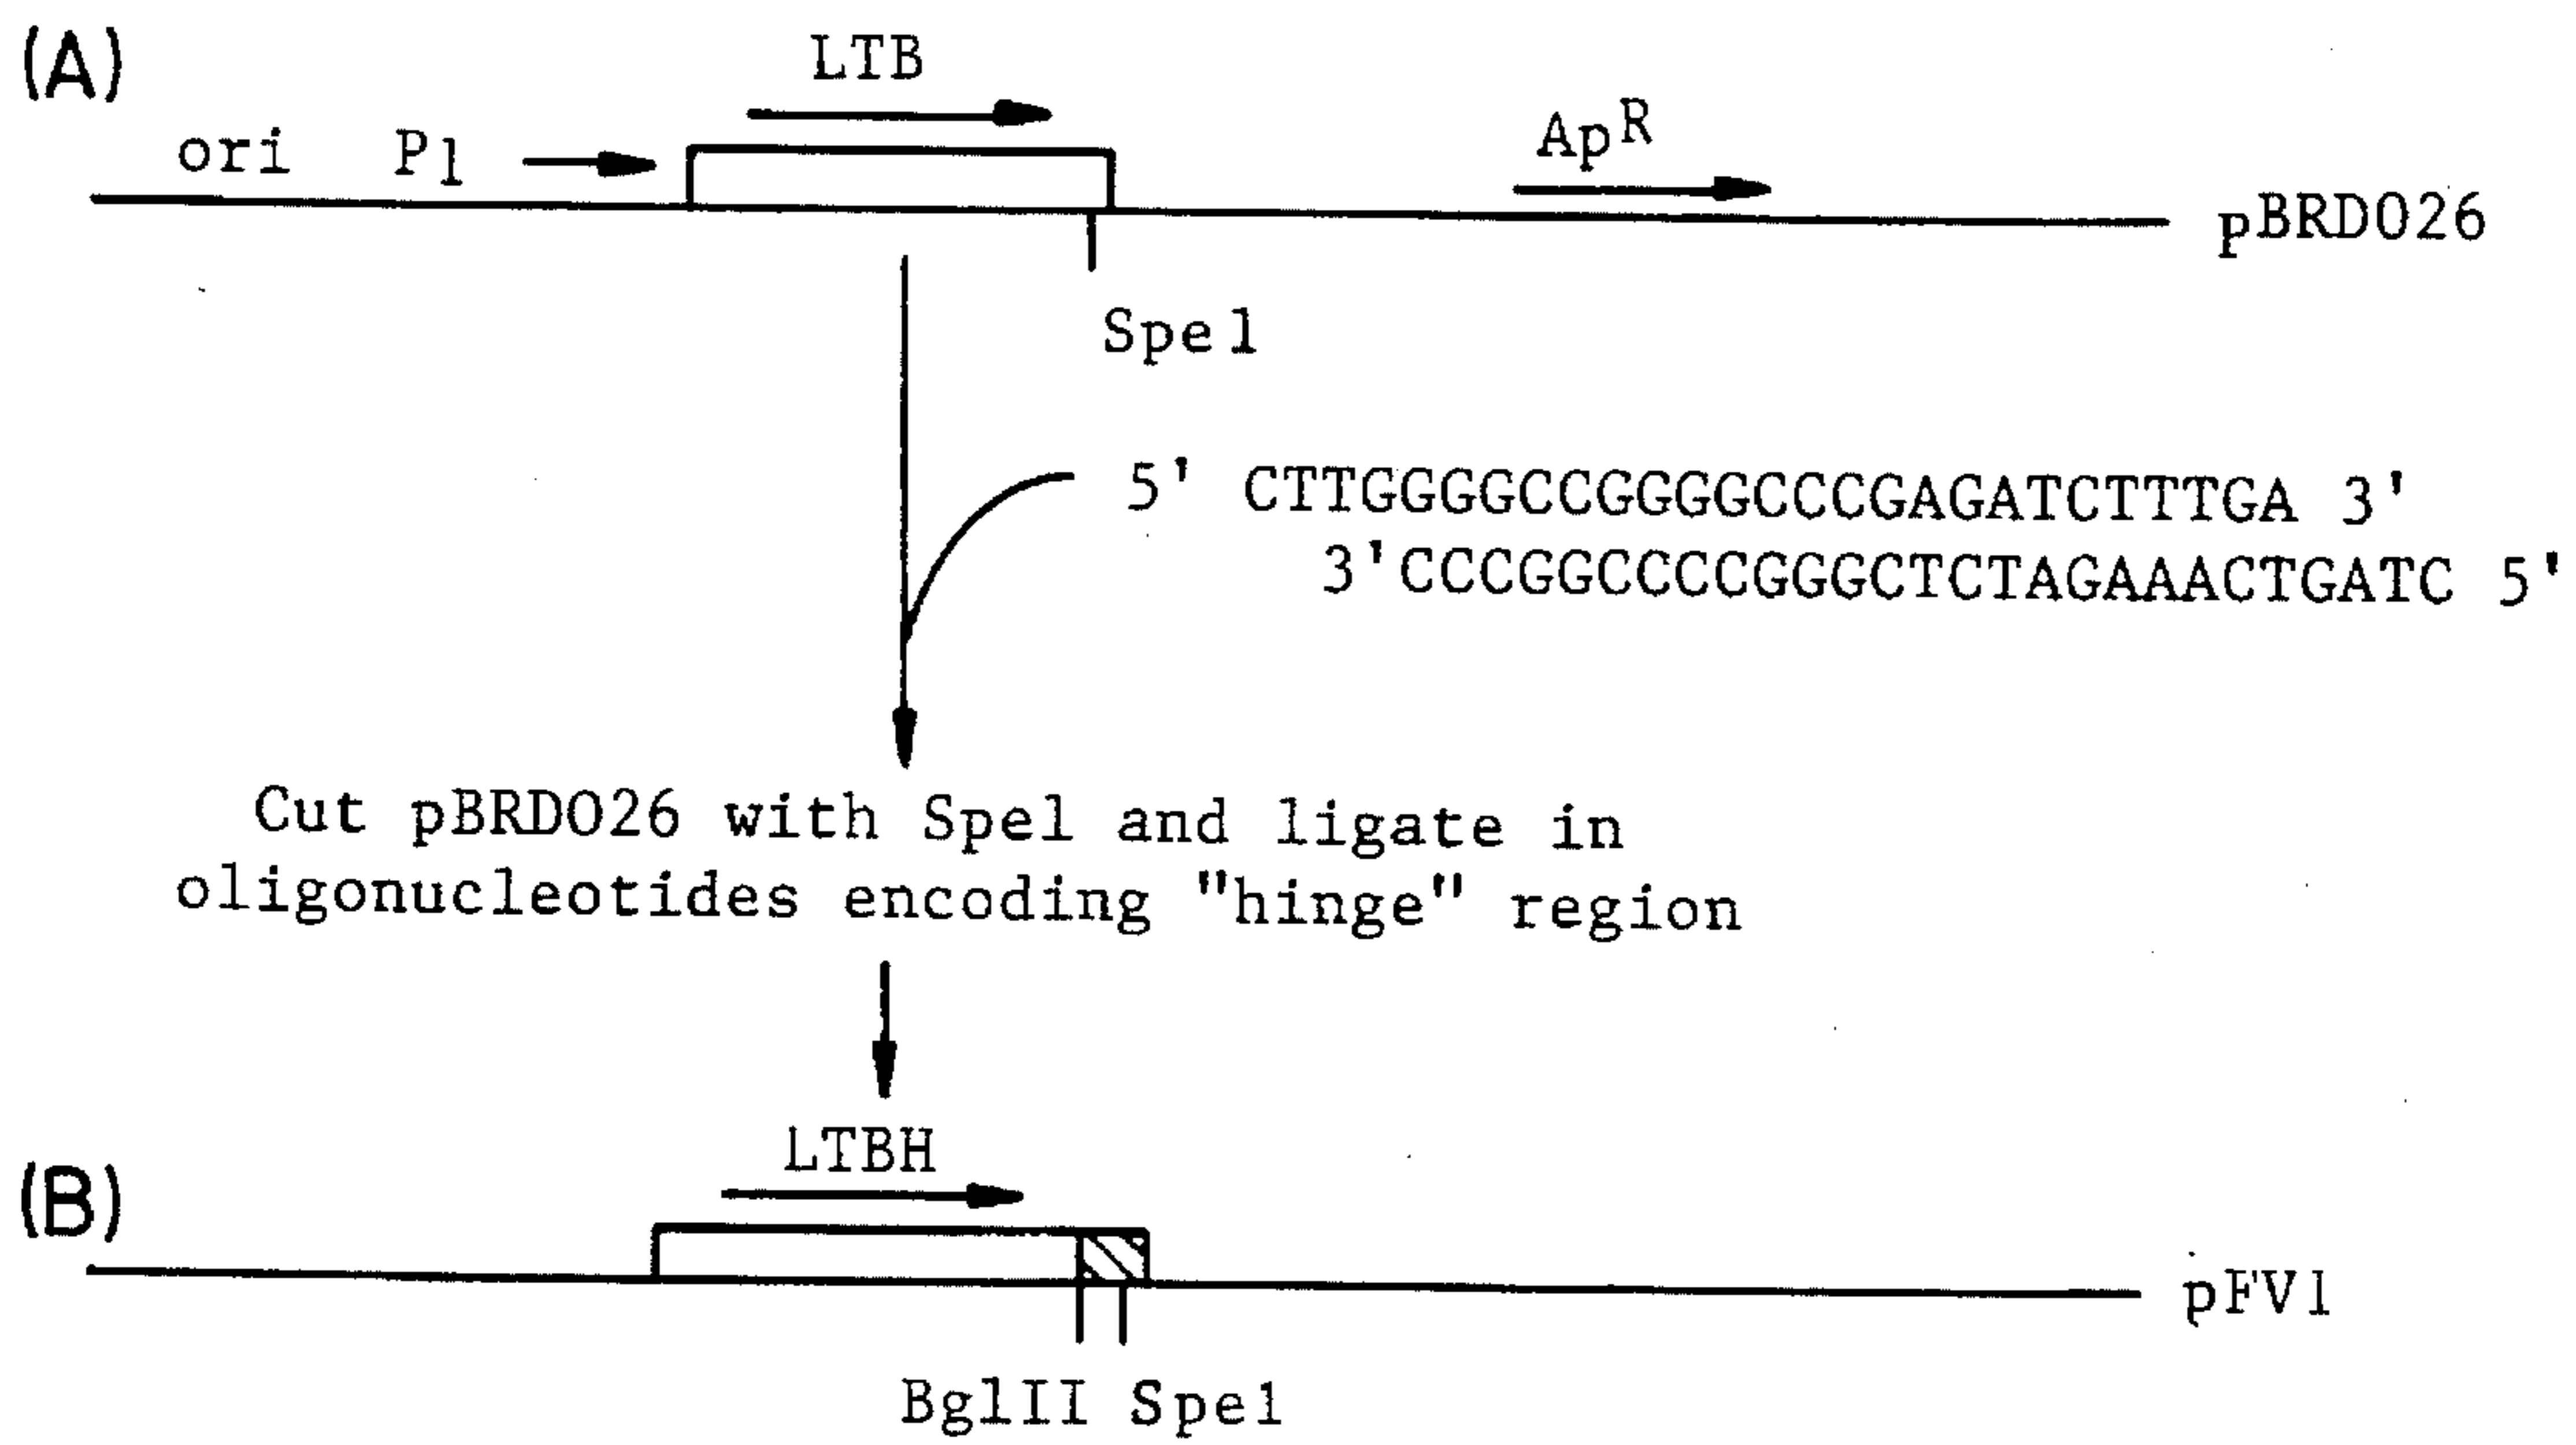 (A)
LTB
ori P1
ApR
pBRD026
Spe1
5' CTTGGGGCCGGGGCCCGAGATCTTTGA 3'
3'CCCGGCCCCGGGCTCTAGAAACTGATC 5'
Cut pBRD026 with Spe1 and ligate in
oligonucleotides encoding "hinge" region
LTBH
(B)
pFV1
BglII Spe1